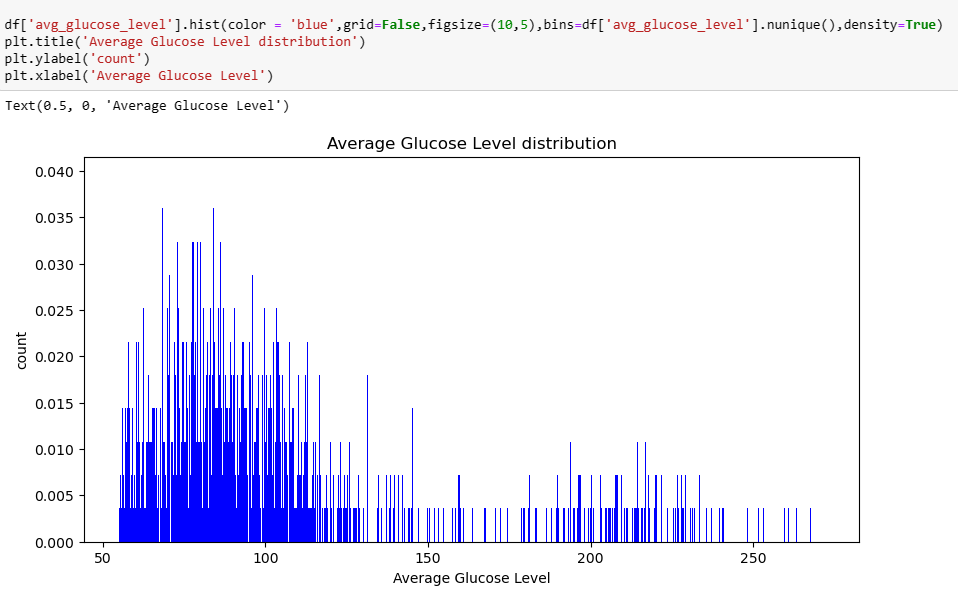 df['avg_glucose_level'].hist(color = 'blue',grid=False,figsize=(10,5),bins=df['avg_glucose_level'].nunique(),density=True)
plt.title('Average Glucose Level distribution')
plt.ylabel('count')
plt.xlabel('Average Glucose Level')
Text(0.5, 0, 'Average Glucose Level')
Average Glucose Level distribution
0.040
0.035
0.030
0.025
0.020
0.015
0.010
0.005
0.000
count
50 100 150 200 250
Average Glucose Level